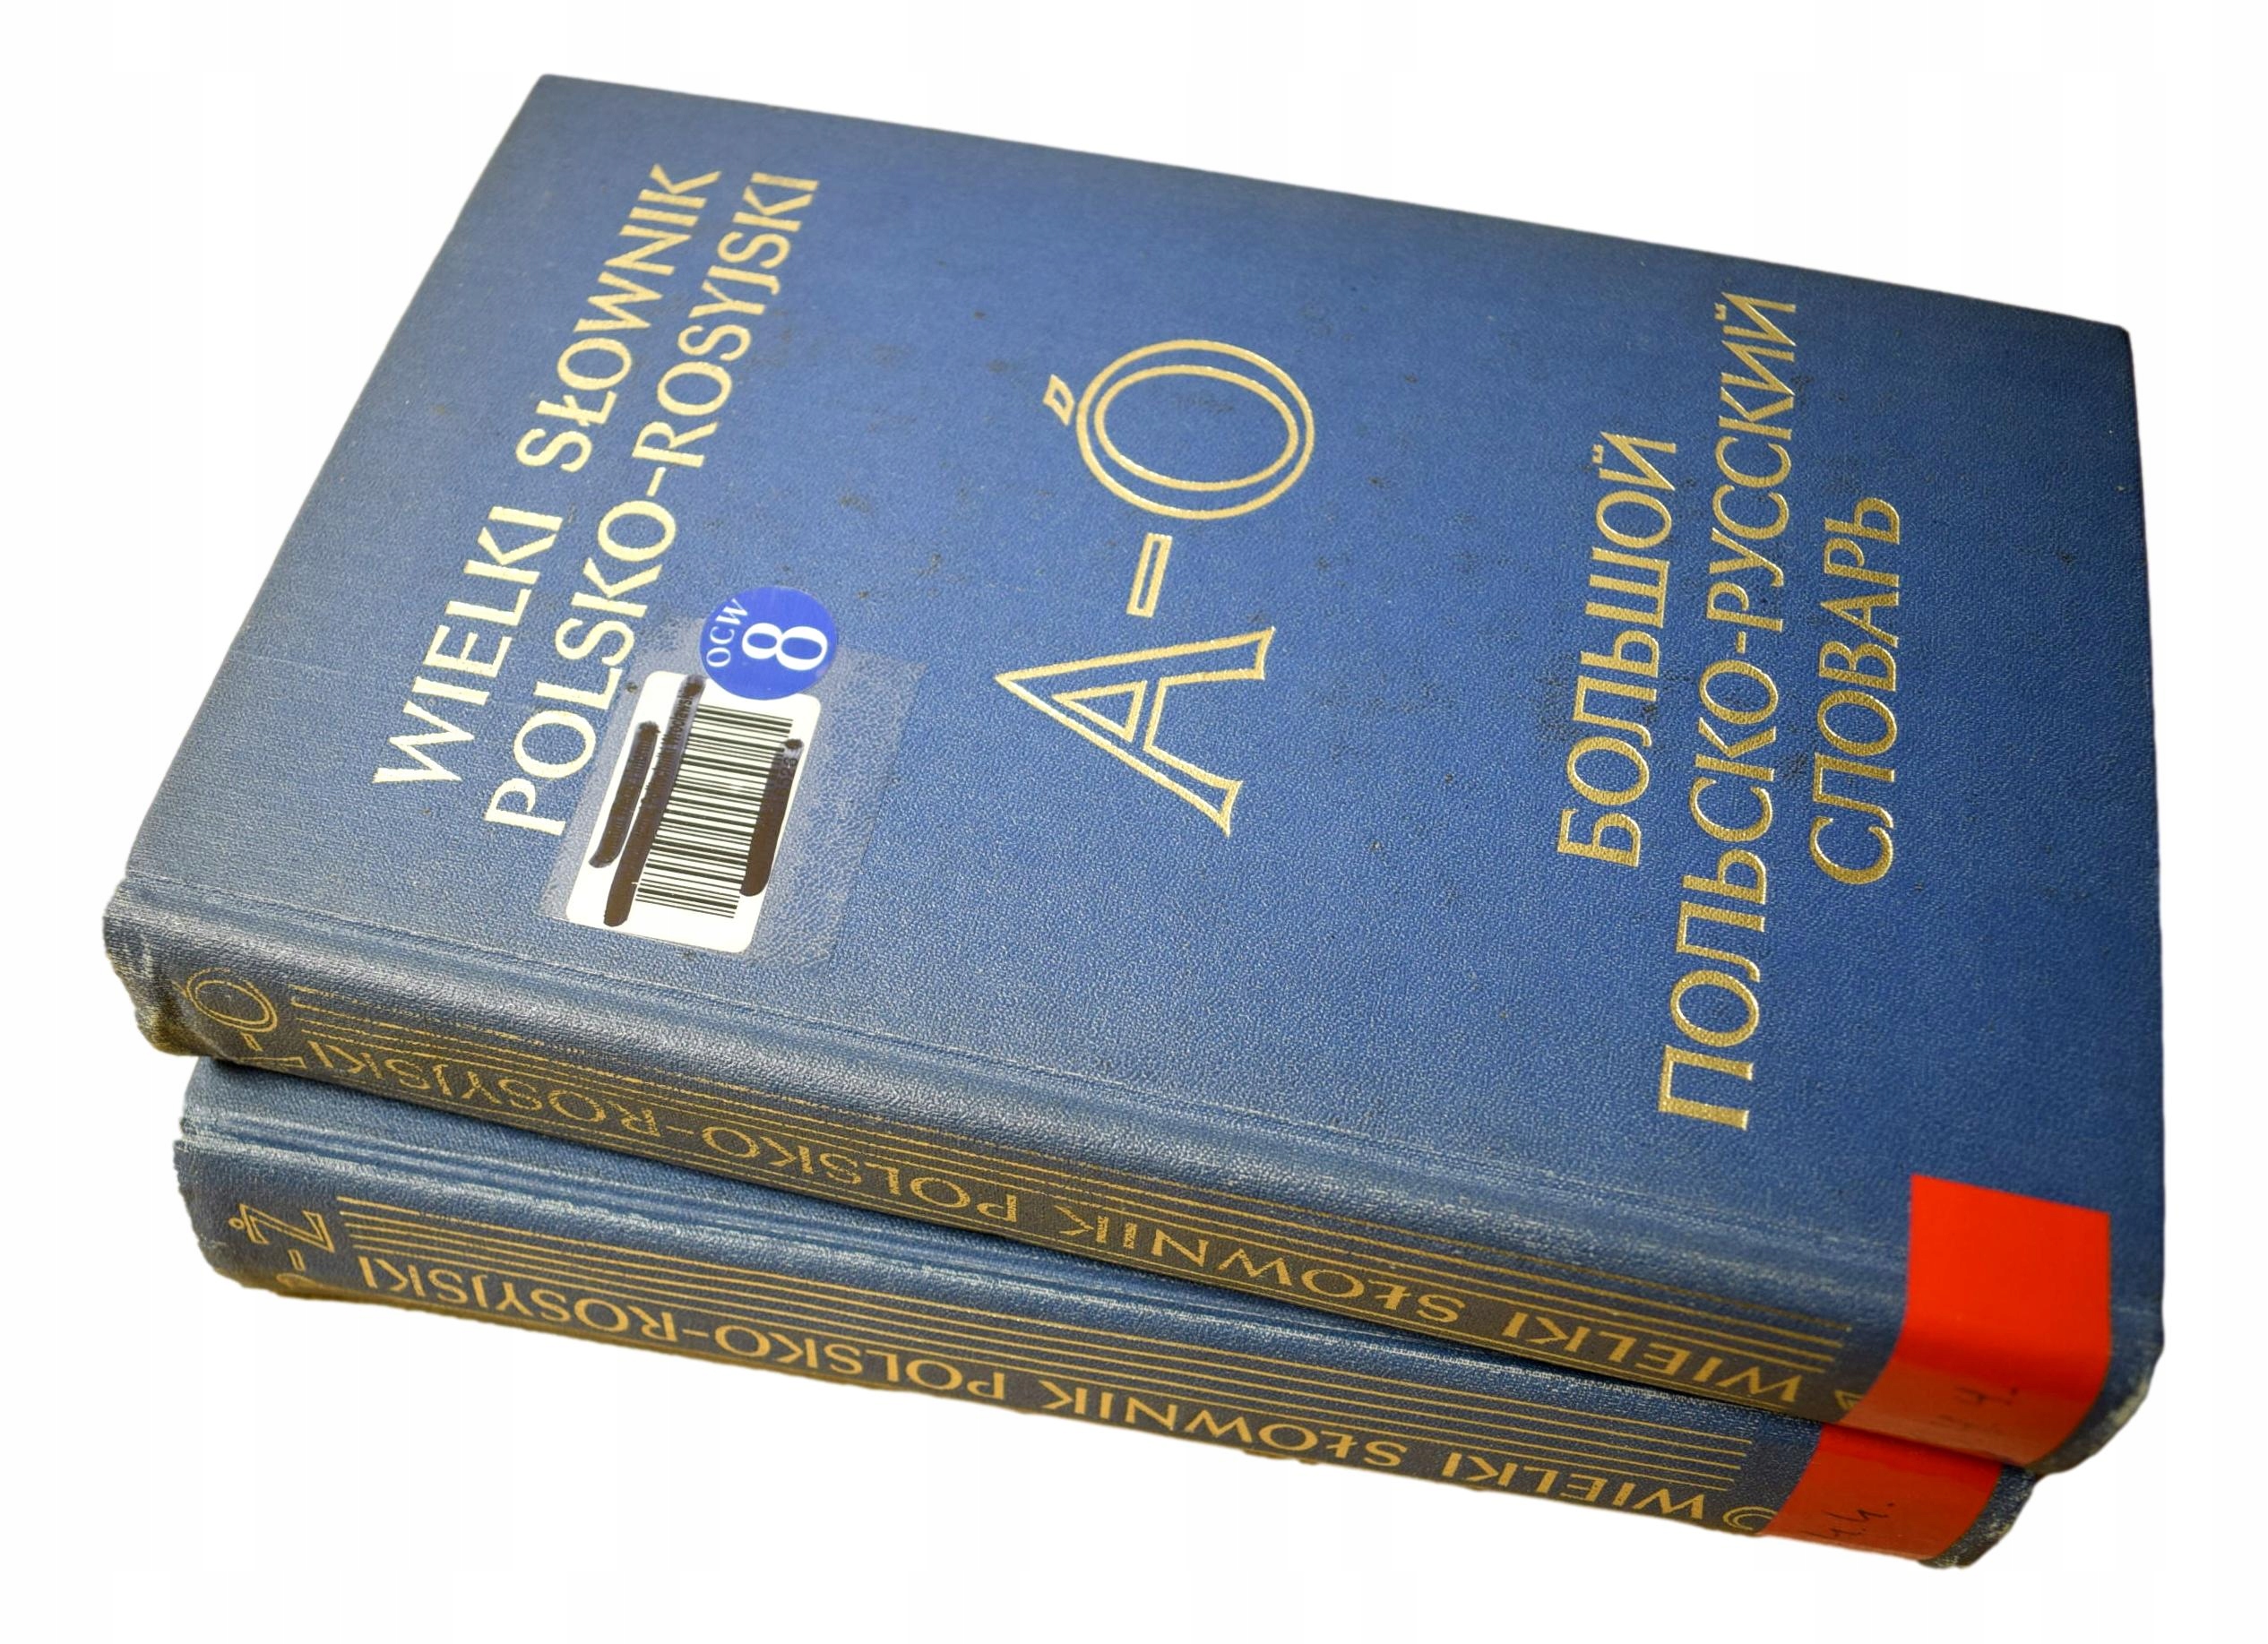 WIELKI SŁOWNIK
POLSKO-ROSYJSKI
OCW
8
A-Ó
БОЛЬШОЙ
ПОЛЬСКО-РУССКИЙ
СЛОВАРЬ
WIELKI SŁOWNIK POLSKO-ROSYJSKI
WIELKI SŁOWNIK POLSKO-ROSYJSKI